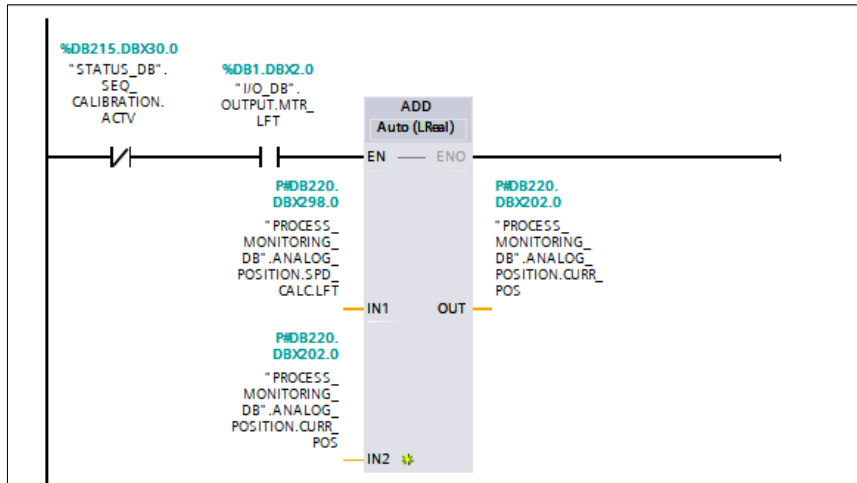 %DB215.DBX30.0
"STATUS_DB".
SEQ_
CALIBRATION.
ACTV
%DB1.DBX2.0
"I/O_DB".
OUTPUT.MTR_
LFT
ADD
Auto (LReal)
EN
ENO
P#DB220.
DBX298.0
"PROCESS_
MONITORING_
DB".ANALOG_
POSITION.SPD_
CALC.LFT
IN1
P#DB220.
DBX202.0
"PROCESS_
MONITORING_
DB".ANALOG_
POSITION.CURR_
POS
OUT
P#DB220.
DBX202.0
"PROCESS_
MONITORING_
DB".ANALOG_
POSITION.CURR_
POS
IN2